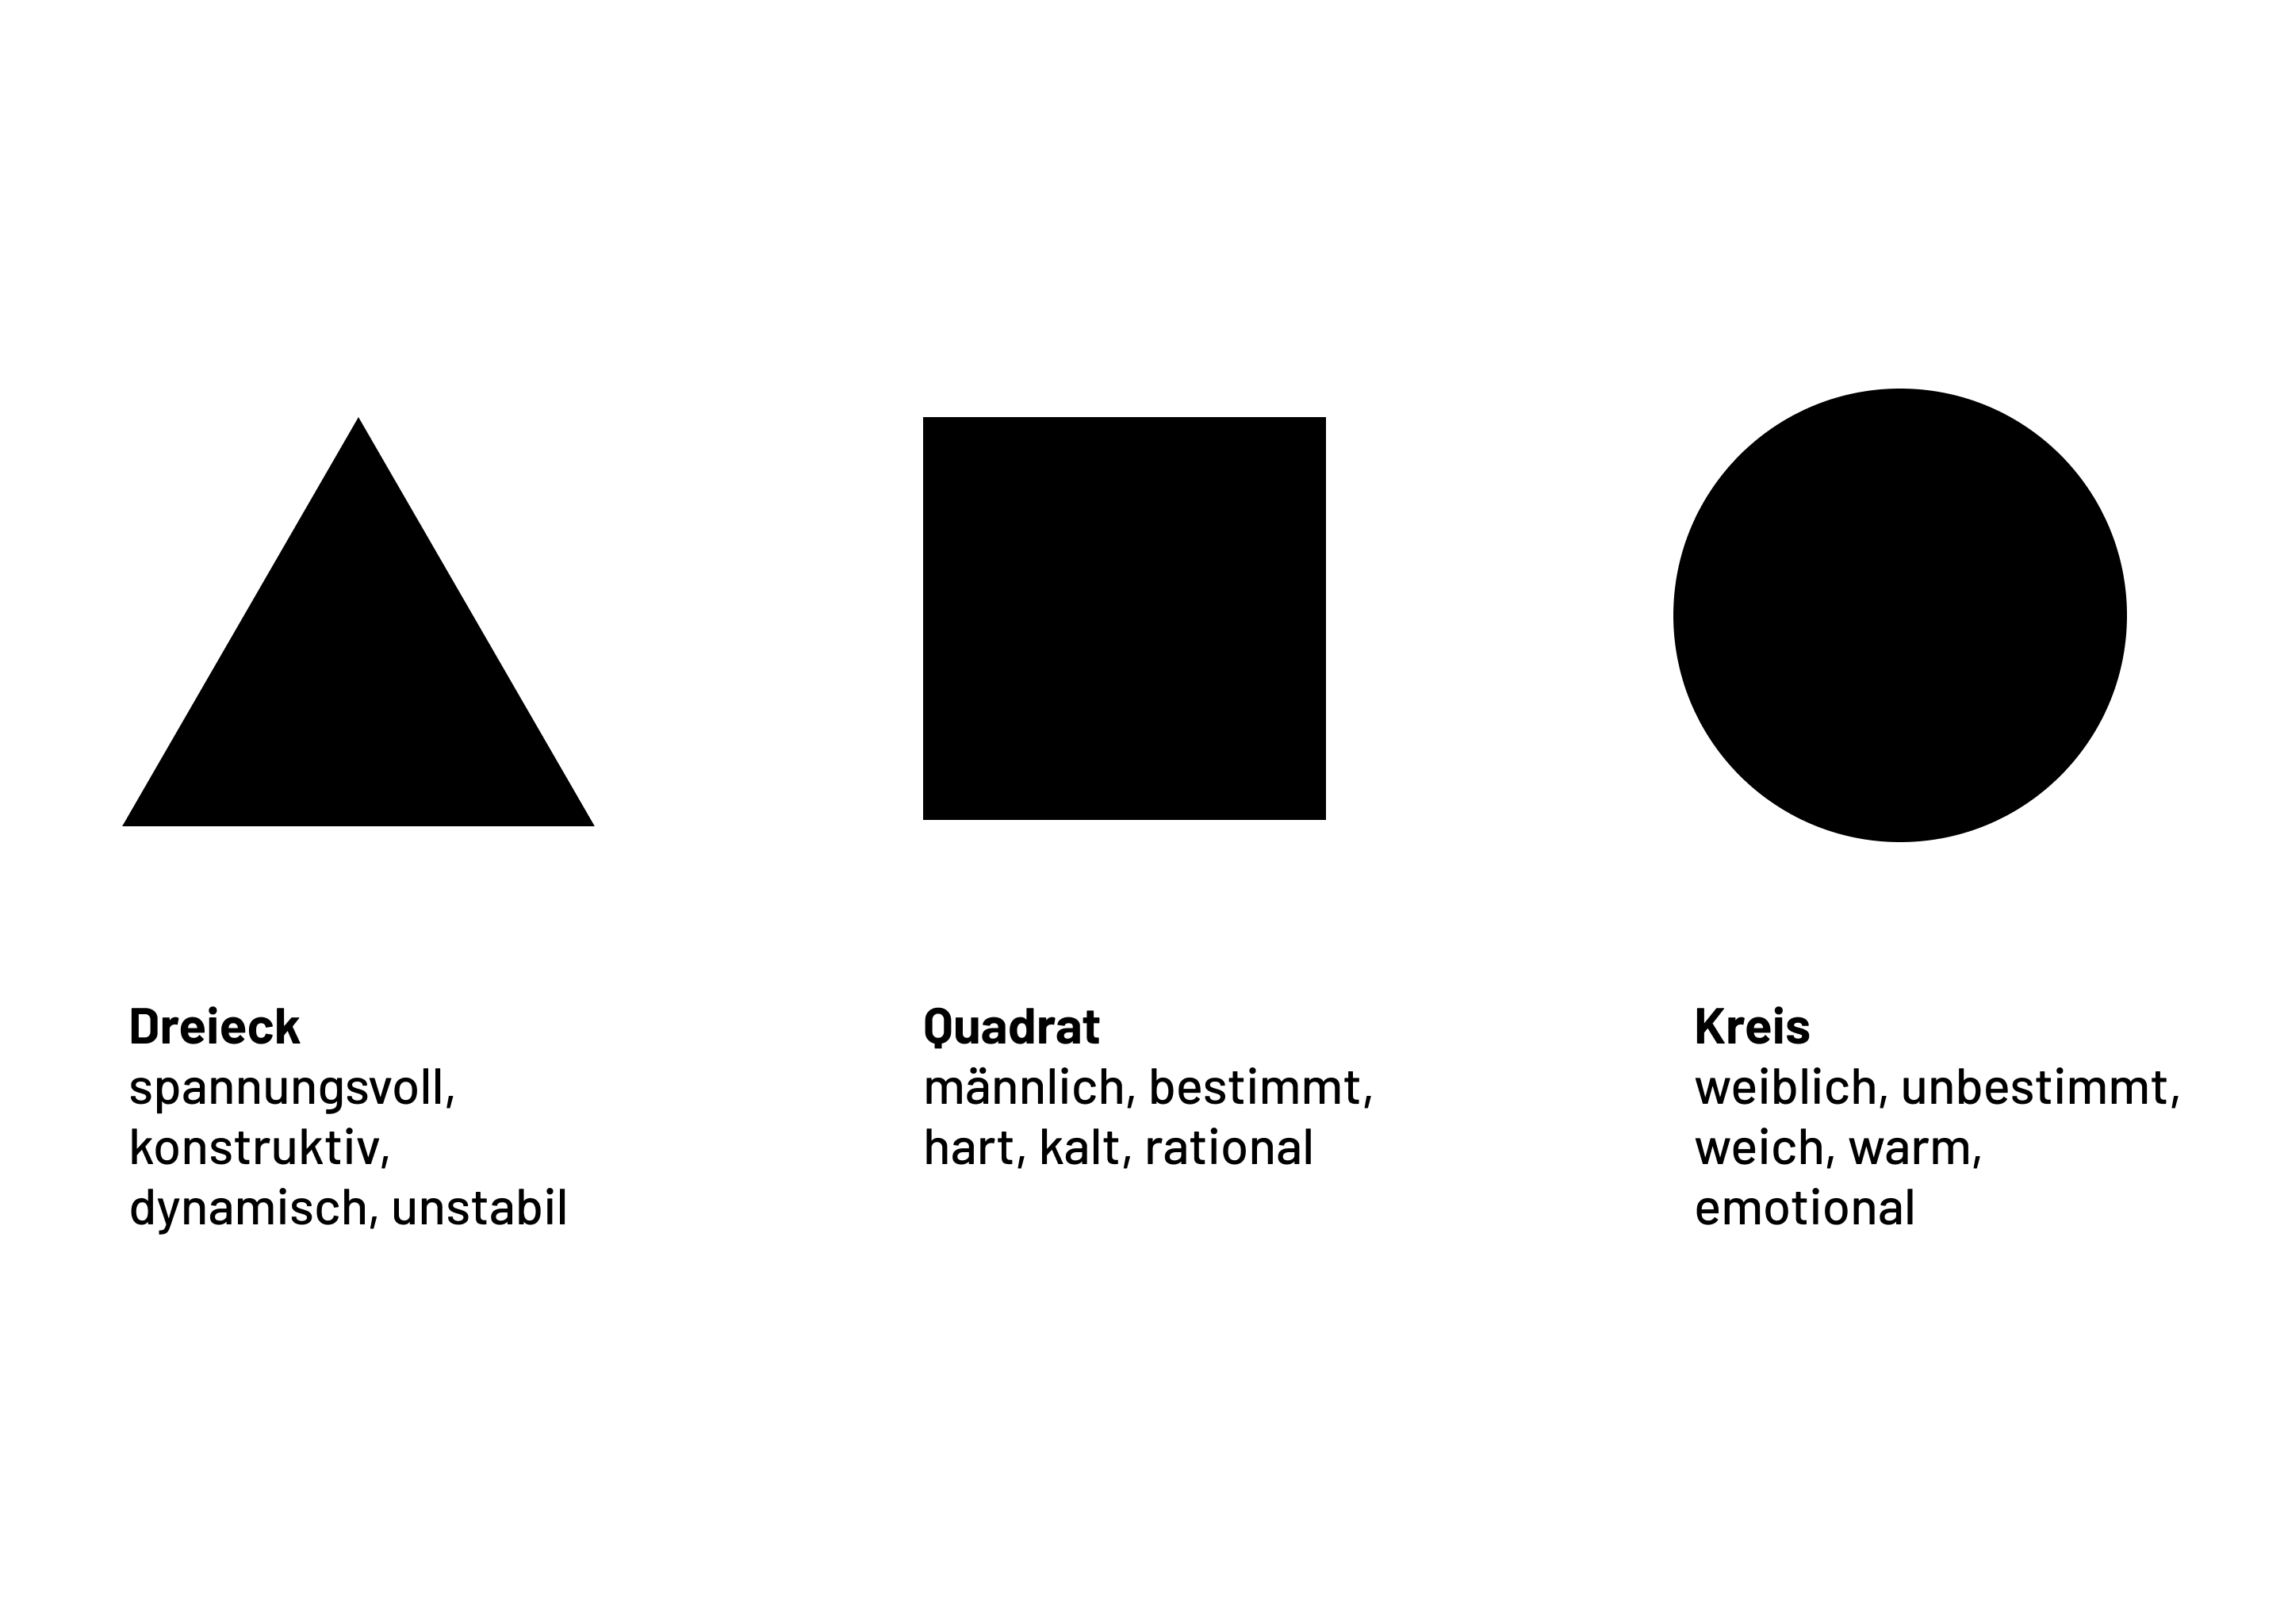 Dreieck
spannungsvoll,
konstruktiv,
dynamisch, unstabil
Quadrat
männlich, bestimmt,
hart, kalt, rational
Kreis
weiblich, unbestimmt,
weich, warm,
emotional